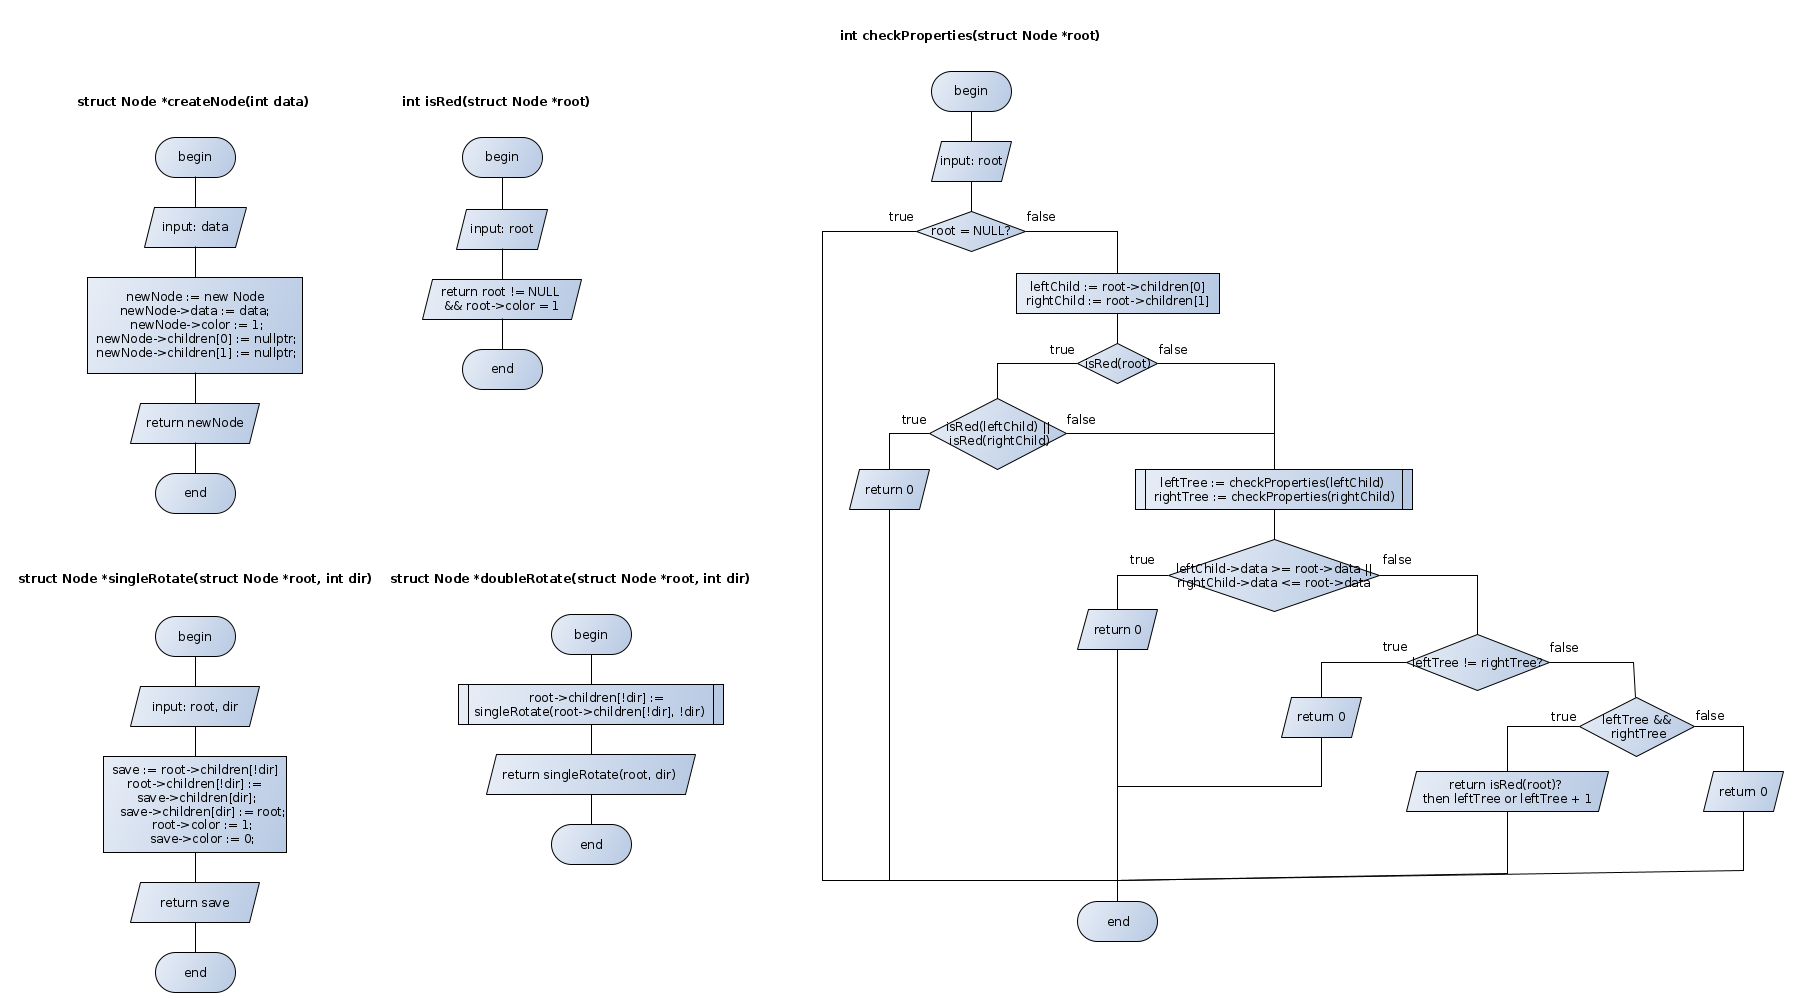 struct Node *createNode(int data)
begin
input: data
newNode := new Node
newNode->data := data;
newNode->color := 1;
newNode->children[0] := nullptr;
newNode->children[1] := nullptr;
return newNode
end
int isRed(struct Node *root)
begin
input: root
return root != NULL
&& root->color = 1
end
struct Node *singleRotate(struct Node *root, int dir)
begin
input: root, dir
save := root->children[!dir]
root->children[!dir] :=
save->children[dir];
save->children[dir] := root;
root->color := 1;
save->color := 0;
return save
end
struct Node *doubleRotate(struct Node *root, int dir)
begin
root->children[!dir] :=
singleRotate(root->children[!dir], !dir)
return singleRotate(root, dir)
end
int checkProperties(struct Node *root)
begin
input: root
true
false
root = NULL?
leftChild := root->children[0]
rightChild := root->children[1]
true
false
isRed(root)
true
false
isRed(leftChild) ||
isRed(rightChild)
return 0
leftTree := checkProperties(leftChild)
rightTree := checkProperties(rightChild)
true
false
leftChild->data >= root->data ||
rightChild->data <= root->data
return 0
true
false
leftTree != rightTree?
return 0
true
false
leftTree &&
rightTree
return isRed(root)?
then leftTree or leftTree + 1
return 0
end